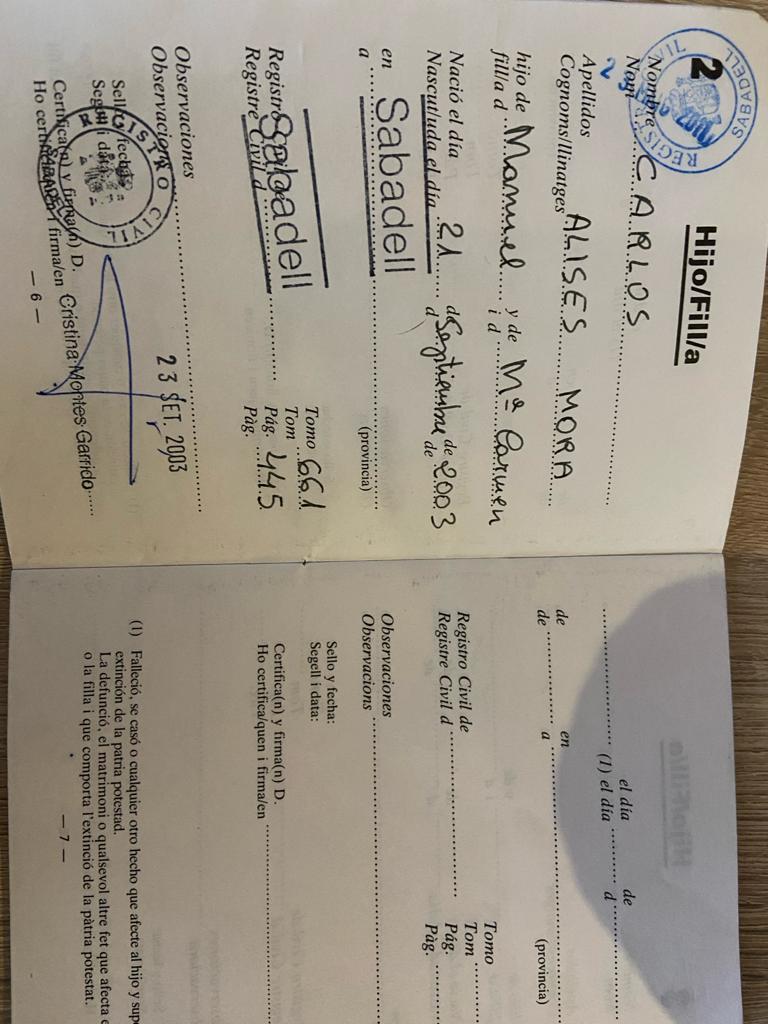 REGISTRO CIVIL
SABADELL
2
Hijo/Fill/a
Nombre
Nom CARLOS
Apellidos
Cognoms/llinatges ALISES MORA
hijo de Manuel y de Mª Carmen
fill/a d i d
Nació el día 21 de Septiembre de 2003
Nascut/uda el día d de
en Sabadell
a (provincia)
Registro Civil de Sabadell
Registre Civil d
Tomo 661
Tom
Pág. 445
Pàg.
Observaciones
Observacions
23 SET. 2003
Sello y fecha:
Segell i data:
REGISTRO CIVIL
SABADELL
Certifica(n) y firma(n) D.
Ho certifica/quen i firma/en Cristina Montes Garrido
— 6 —
el día de
(1) el día d
de en
de a (provincia)
Registro Civil de
Registre Civil d
Tomo
Tom
Pág.
Pàg.
Observaciones
Observacions
Sello y fecha:
Segell i data:
Certifica(n) y firma(n) D.
Ho certifica/quen i firma/en
(1) Falleció, se casó o cualquier otro hecho que afecte al hijo y
extinción de la patria potestad.
La defunció, el matrimoni o qualsevol altre fet que afecta
o la filla i que comporta l'extinció de la pàtria potestat.
— 7 —